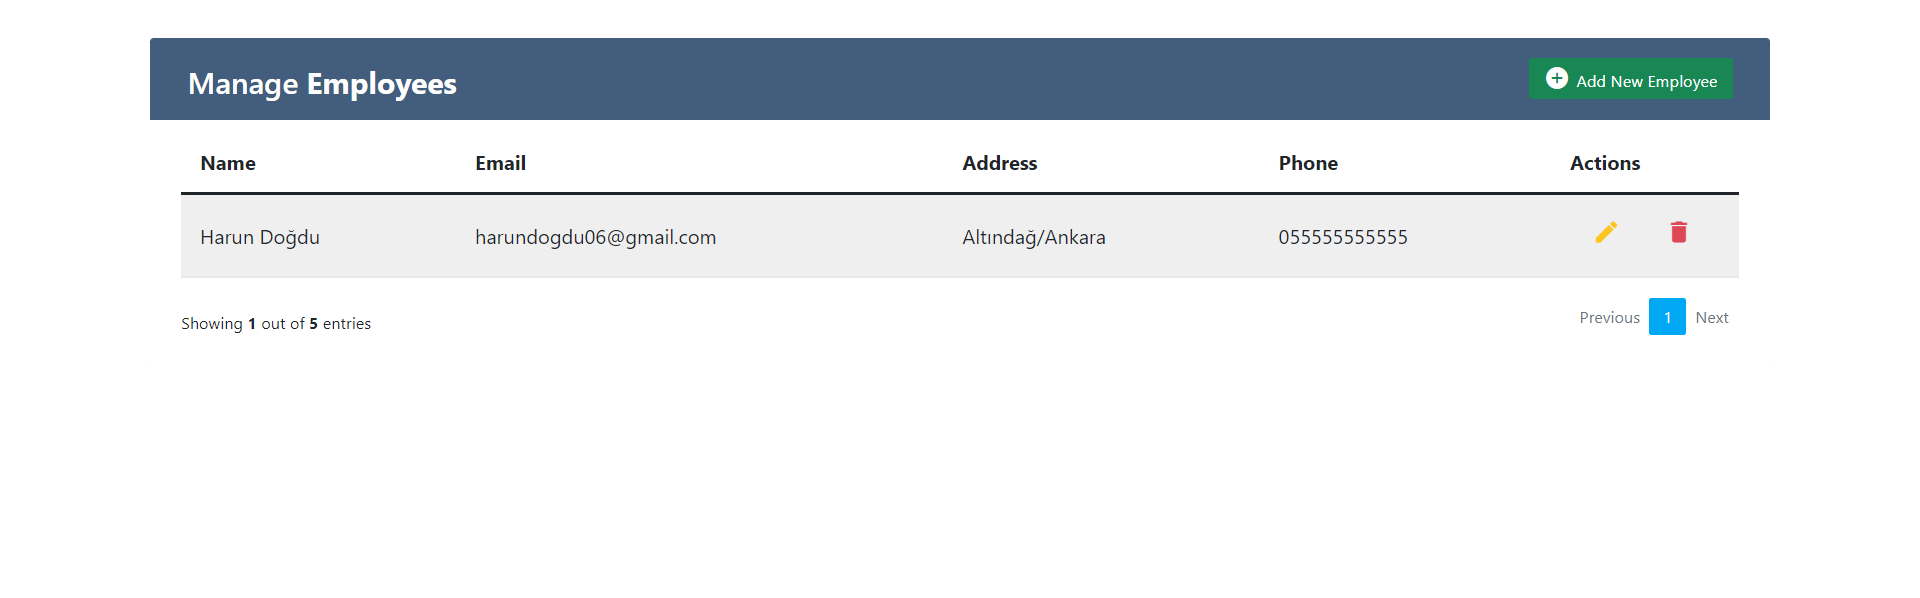 Manage Employees
Add New Employee
Name Email Address Phone Actions
Harun Doğdu harundogdu06@gmail.com Altındağ/Ankara 055555555555
Showing 1 out of 5 entries
Previous 1 Next